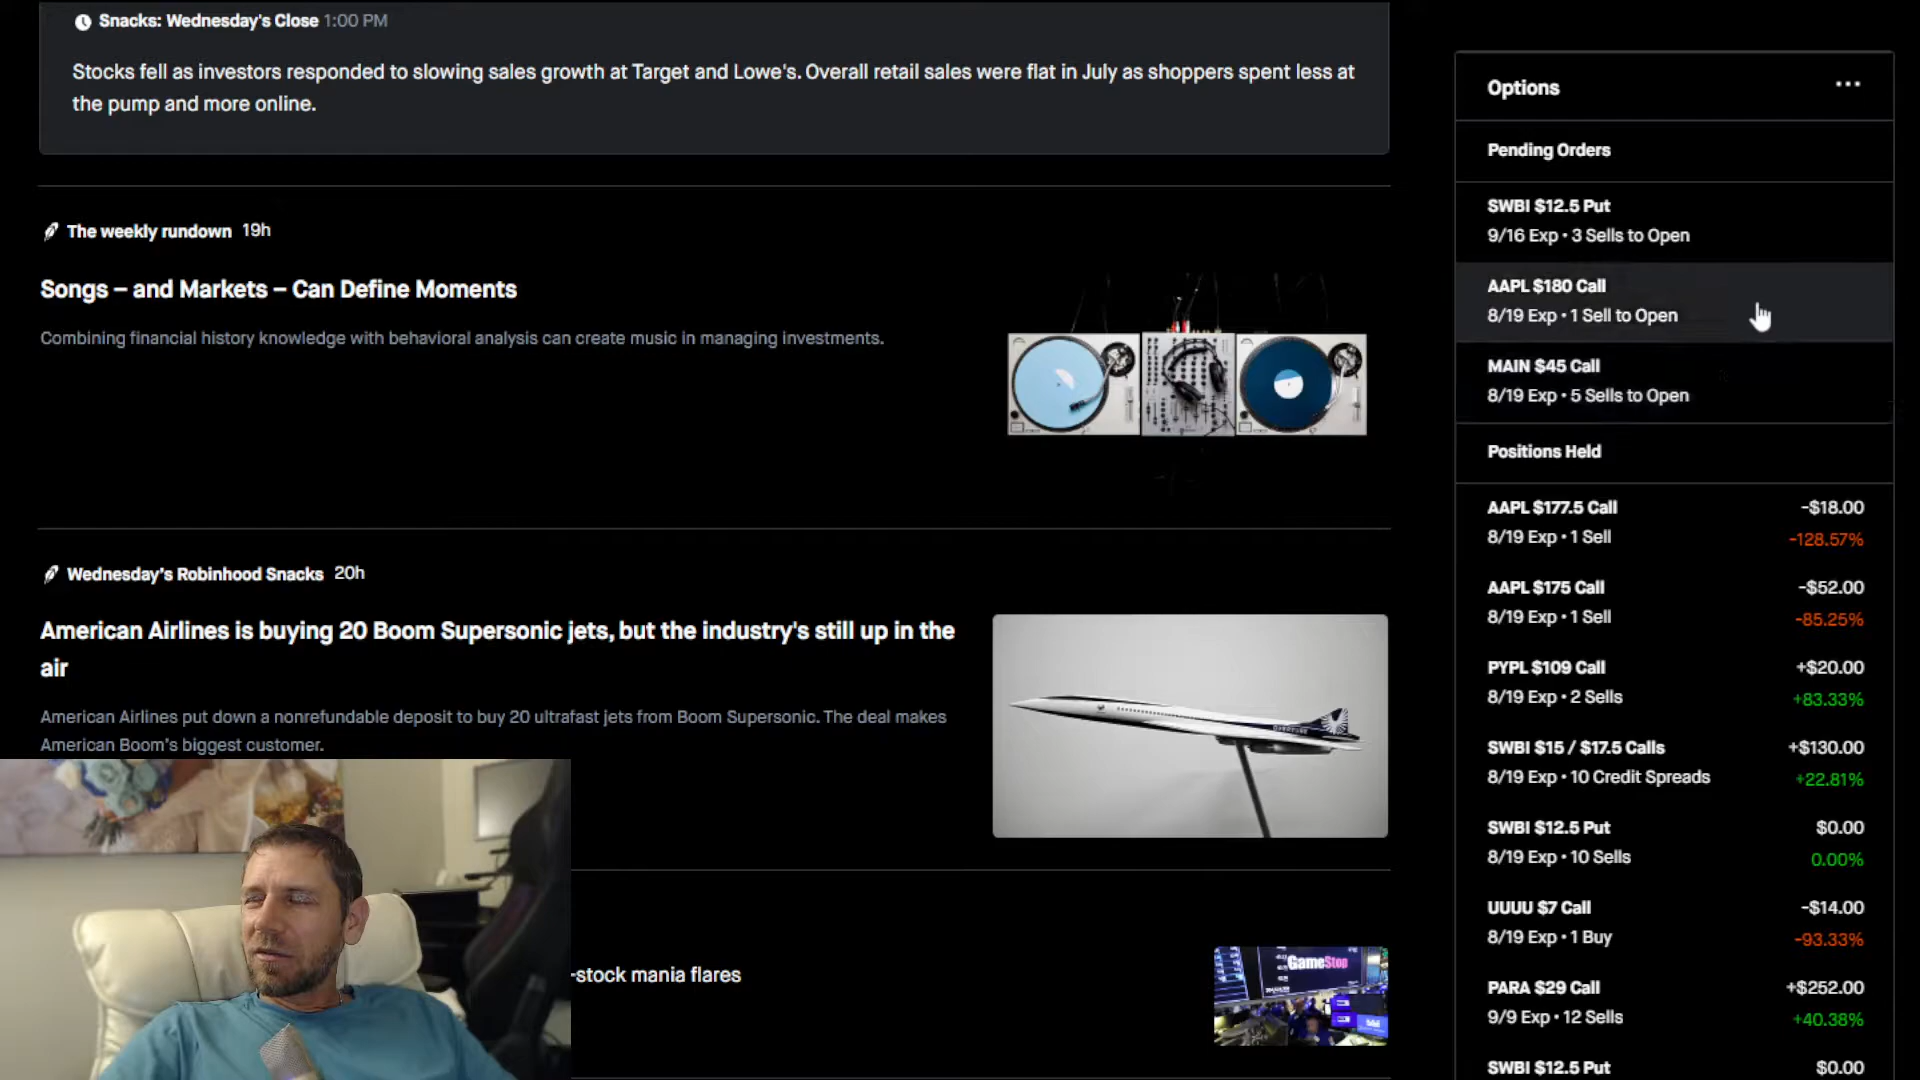 Snacks: Wednesday's Close 1:00 PM
Stocks fell as investors responded to slowing sales growth at Target and Lowe's. Overall retail sales were flat in July as shoppers spent less at
the pump and more online.
The weekly rundown 19h
Songs – and Markets – Can Define Moments
Combining financial history knowledge with behavioral analysis can create music in managing investments.
Wednesday's Robinhood Snacks 20h
American Airlines is buying 20 Boom Supersonic jets, but the industry's still up in the
air
American Airlines put down a nonrefundable deposit to buy 20 ultrafast jets from Boom Supersonic. The deal makes
American Boom's biggest customer.
-stock mania flares
GameStop
Options
Pending Orders
SWBI $12.5 Put
9/16 Exp • 3 Sells to Open
AAPL $180 Call
8/19 Exp • 1 Sell to Open
MAIN $45 Call
8/19 Exp • 5 Sells to Open
Positions Held
AAPL $177.5 Call -$18.00
8/19 Exp • 1 Sell -128.57%
AAPL $175 Call -$52.00
8/19 Exp • 1 Sell -85.25%
PYPL $109 Call +$20.00
8/19 Exp • 2 Sells +83.33%
SWBI $15 / $17.5 Calls +$130.00
8/19 Exp • 10 Credit Spreads +22.81%
SWBI $12.5 Put $0.00
8/19 Exp • 10 Sells 0.00%
UUUU $7 Call -$14.00
8/19 Exp • 1 Buy -93.33%
PARA $29 Call +$252.00
9/9 Exp • 12 Sells +40.38%
SWBI $12.5 Put $0.00